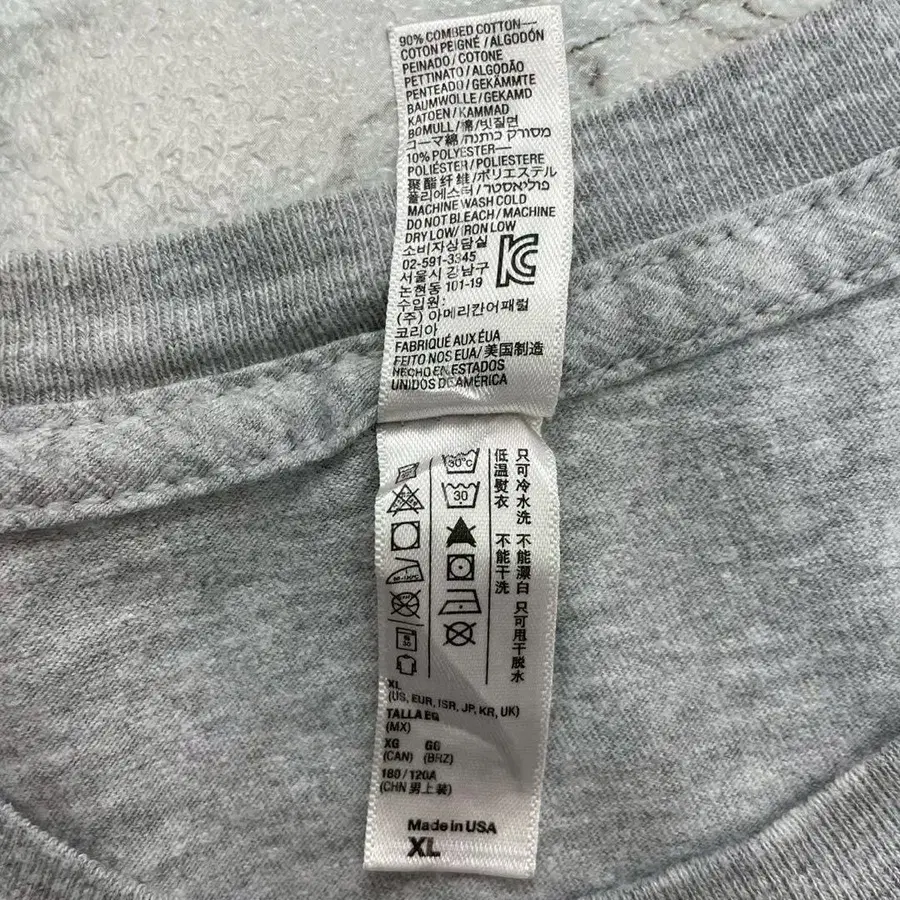 90% COMBED COTTON—
COTON PEIGNÉ/ALGODÓN
PEINADO/COTONE
PETTINATO/ALGODÃO
PENTEADO/GEKÄMMTE
BAUMWOLLE/GEKAMD
KATOEN/KAMMAD
BOMULL/棉/빗질면
コーマ綿/מסורק כותנה
10% POLYESTER—
POLIÉSTER/POLIESTERE
聚酯纤维/ポリエステル
폴리에스터/פוליאסטר
MACHINE WASH COLD
DO NOT BLEACH/MACHINE
DRY LOW/IRON LOW
소비자상담실
02-591-3345
서울시 강남구
논현동 101-19
수입원:
(주) 아메리칸어패럴
코리아
KC
FABRIQUÉ AUX ÉUA
FEITO NOS EUA/美国制造
HECHO EN ESTADOS
UNIDOS DE AMÉRICA
30°C
30
只可冷水洗 不能漂白 只可甩干脱水
低温熨衣 不能干洗
XL
(US, EUR, ISR, JP, KR, UK)
TALLA EG
(MX)
XG GG
(CAN) (BRZ)
180/120A
(CHN 男上装)
Made in USA
XL